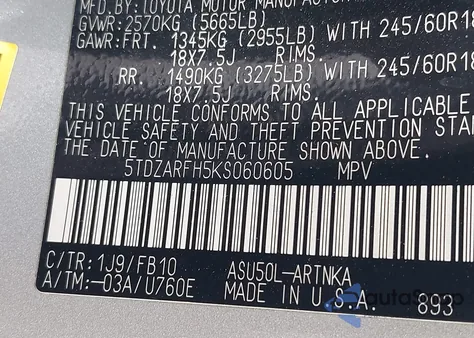 MFD.BY: TOYOTA MOTOR MANUFACTURING
GVWR:2570KG (5665LB)
GAWR:FRT. 1345KG (2955LB) WITH 245/60R18
18X7.5J RIMS.
RR. 1490KG (3275LB) WITH 245/60R18
18X7.5J RIMS.
THIS VEHICLE CONFORMS TO ALL APPLICABLE
VEHICLE SAFETY AND THEFT PREVENTION STA
DATE OF MANUFACTURE SHOWN ABOVE.
5TDZARFH5KS060605 MPV
C/TR:1J9/FB10 ASU50L-ARTNKA
A/TM:-03A/U760E MADE IN U.S.A. 893
autoScorp